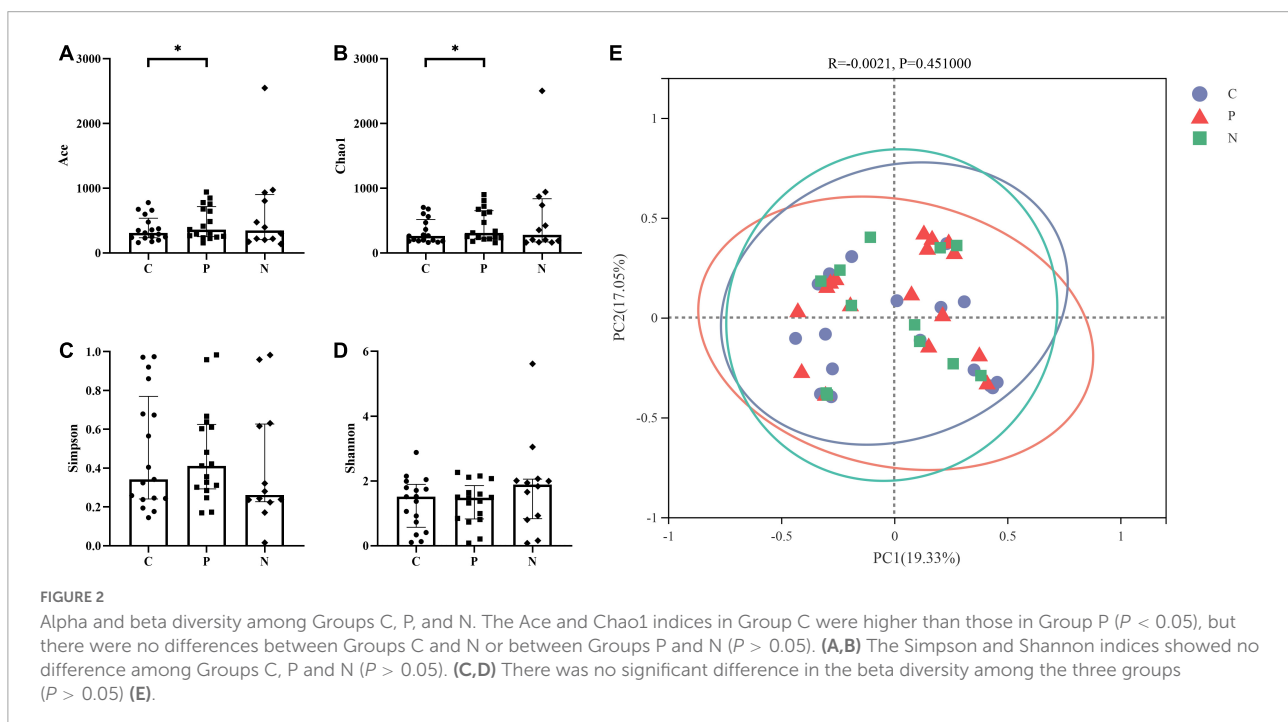 A
*
3000
2000
1000
0
Ace
C P N
B
*
3000
2000
1000
0
Chao1
C P N
C
1.0
0.8
0.6
0.4
0.2
0.0
Simpson
C P N
D
6
4
2
0
Shannon
C P N
E
R=-0.0021, P=0.451000
1
0.5
0
-0.5
-1
PC2(17.05%)
-1 -0.5 0 0.5 1
PC1(19.33%)
C
P
N
FIGURE 2
Alpha and beta diversity among Groups C, P, and N. The Ace and Chao1 indices in Group C were higher than those in Group P (P < 0.05), but
there were no differences between Groups C and N or between Groups P and N (P > 0.05). (A,B) The Simpson and Shannon indices showed no
difference among Groups C, P and N (P > 0.05). (C,D) There was no significant difference in the beta diversity among the three groups
(P > 0.05) (E).